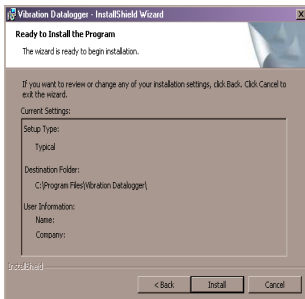 Vibration Datalogger - InstallShield Wizard
Ready to Install the Program
The wizard is ready to begin installation.
If you want to review or change any of your installation settings, click Back. Click Cancel to
exit the wizard.
Current Settings:
Setup Type:
Typical
Destination Folder:
C:\Program Files\Vibration Datalogger\
User Information:
Name:
Company:
InstallShield
< Back
Install
Cancel